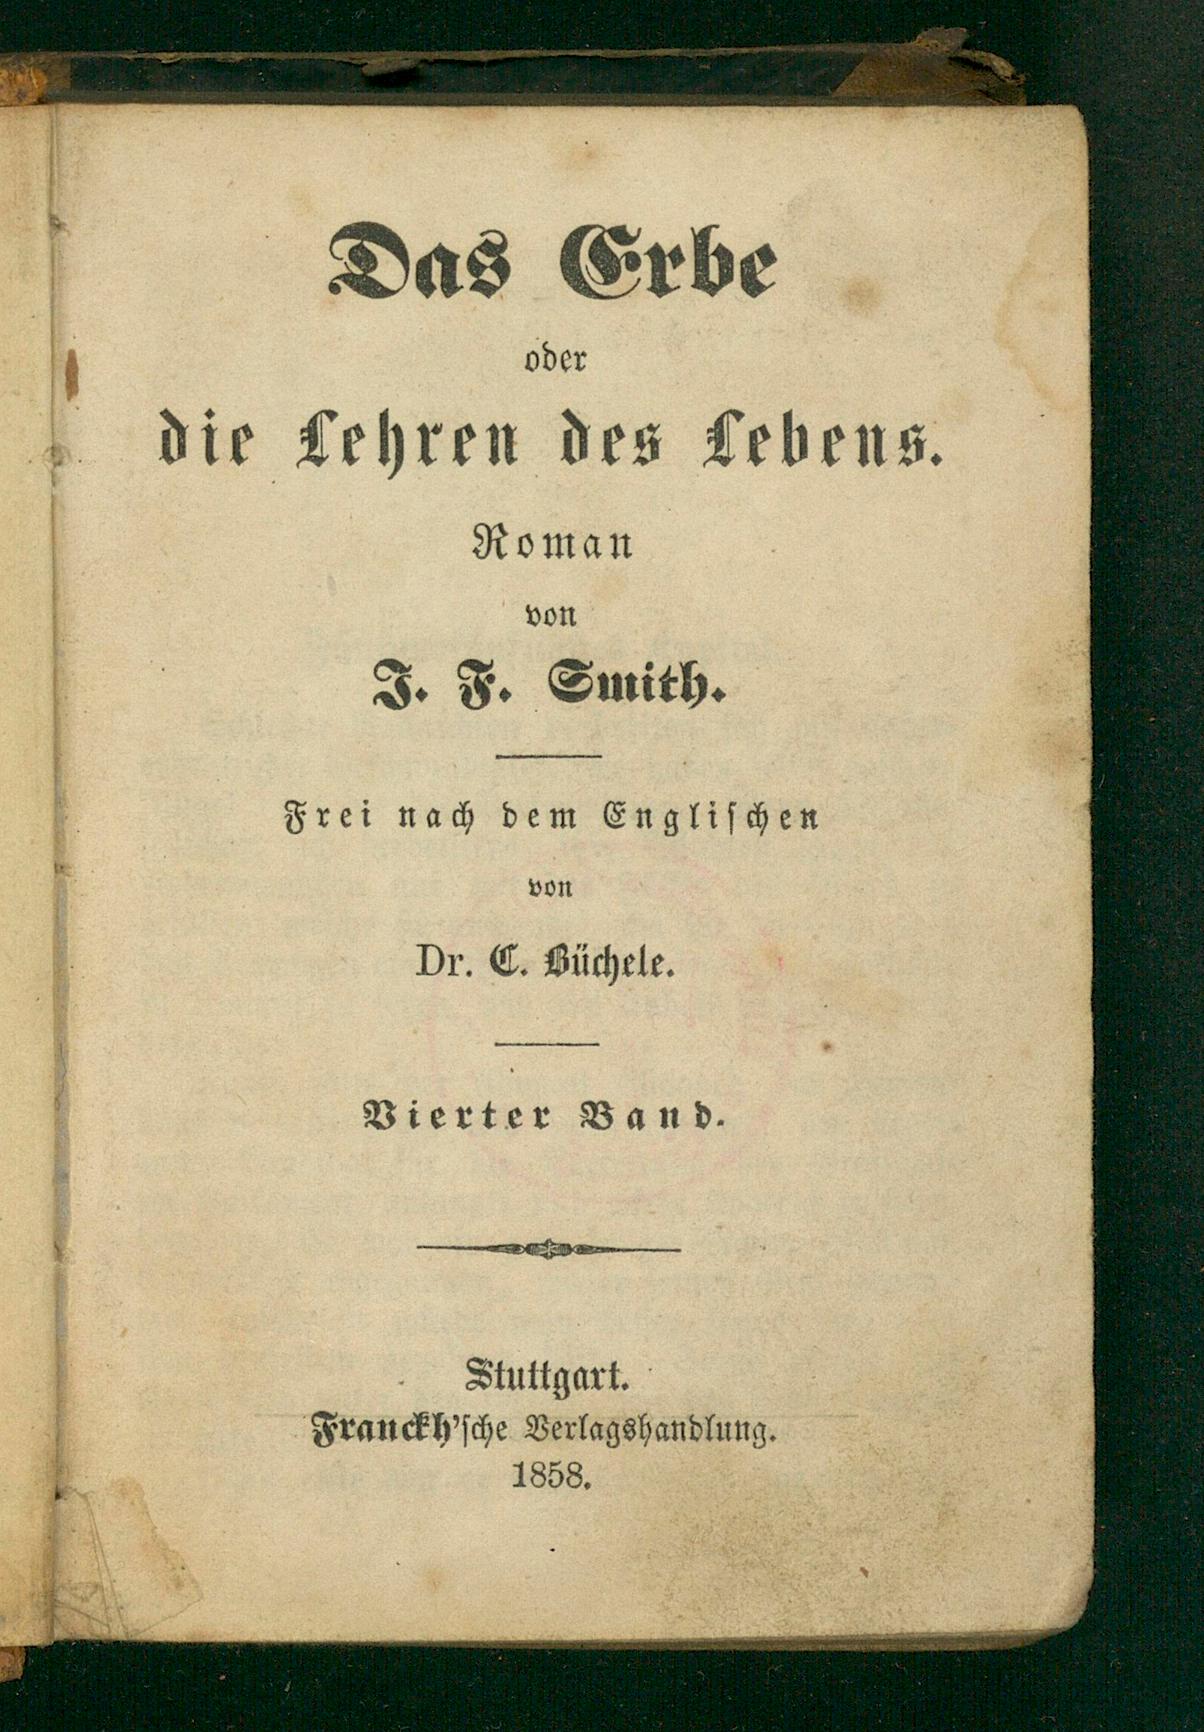 Das Erbe
oder
die Lehren des Lebens.
Roman
von
J. F. Smith.
Frei nach dem Englischen
von
Dr. C. Büchele.
Vierter Band.
Stuttgart.
Franckh'sche Verlagshandlung.
1858.